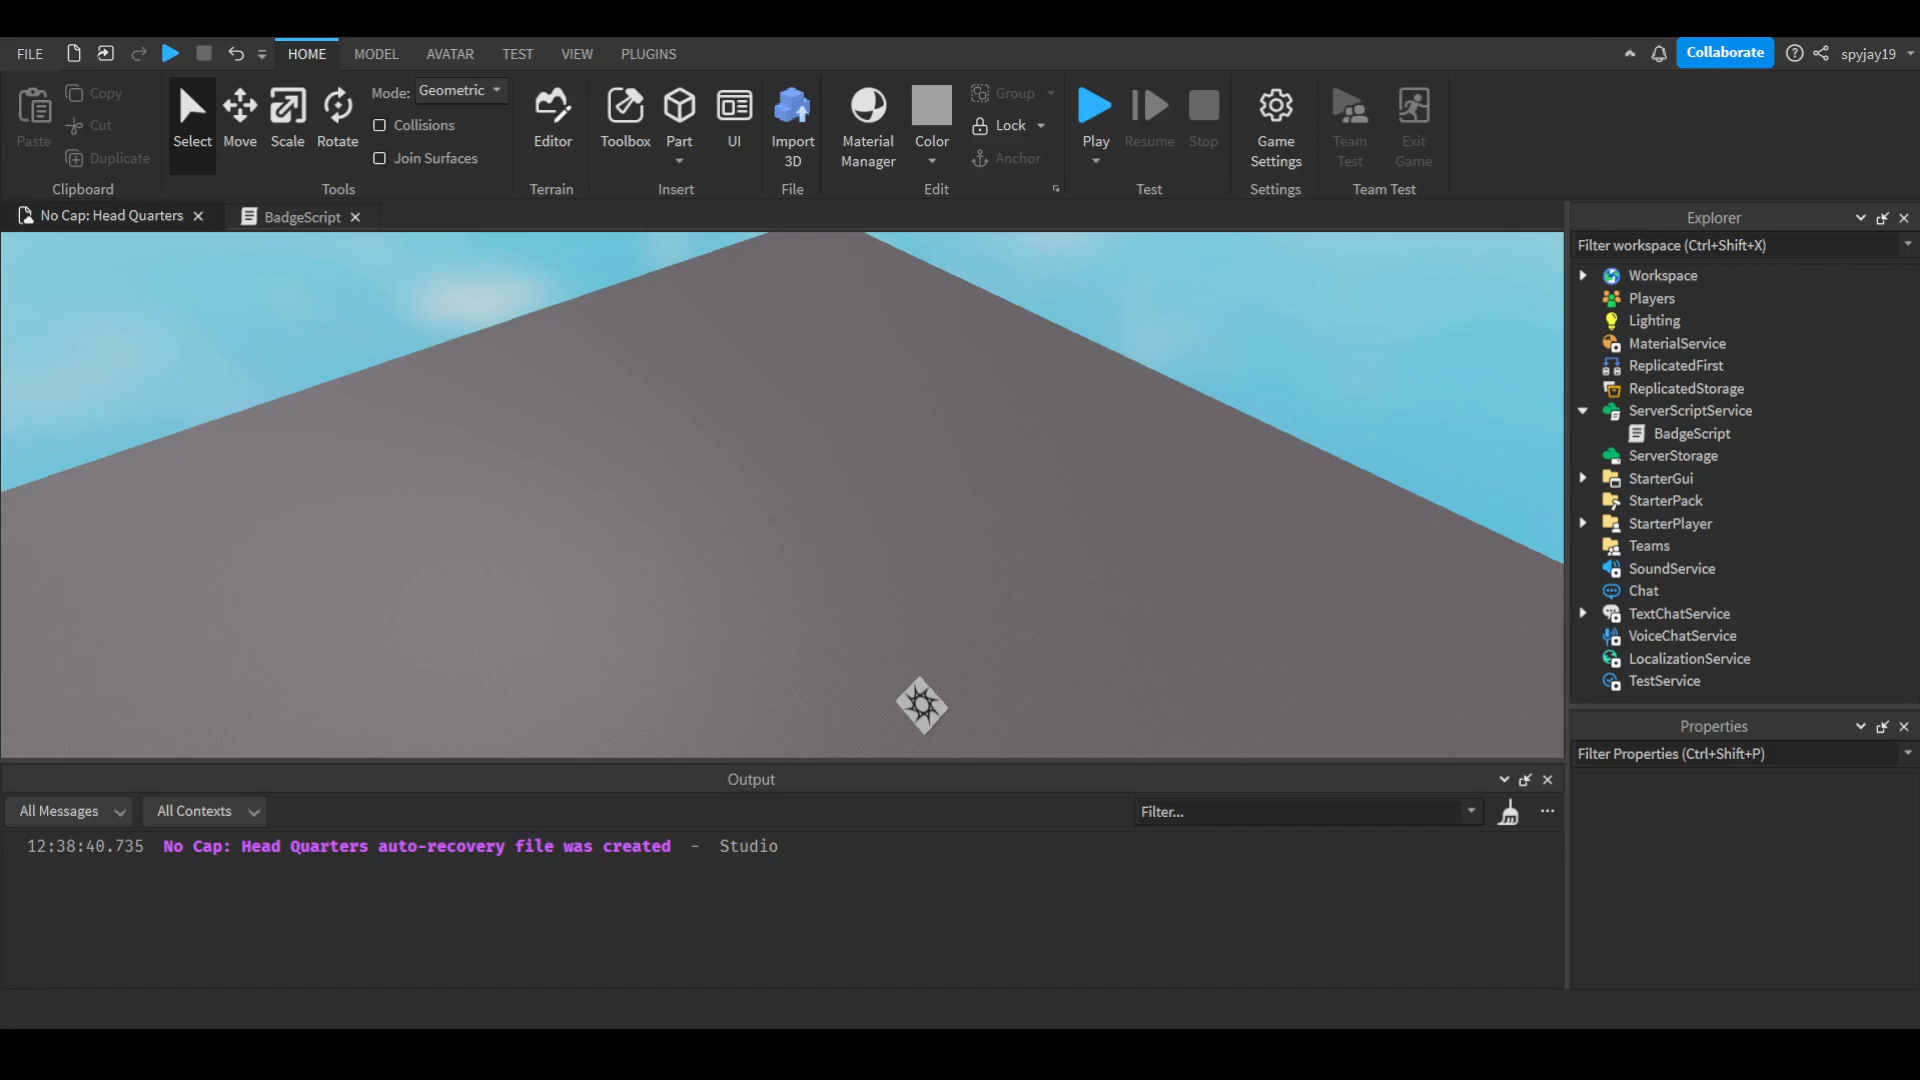 FILE HOME MODEL AVATAR TEST VIEW PLUGINS Collaborate spyjay19
Paste Copy Cut Duplicate Clipboard
Select Move Scale Rotate Mode: Geometric Collisions Join Surfaces Tools
Editor Terrain
Toolbox Part UI Insert
Import 3D File
Material Manager Color Group Lock Anchor Edit
Play Resume Stop Test
Game Settings Settings
Team Test Exit Game Team Test
No Cap: Head Quarters BadgeScript
Explorer
Filter workspace (Ctrl+Shift+X)
Workspace
Players
Lighting
MaterialService
ReplicatedFirst
ReplicatedStorage
ServerScriptService
BadgeScript
ServerStorage
StarterGui
StarterPack
StarterPlayer
Teams
SoundService
Chat
TextChatService
VoiceChatService
LocalizationService
TestService
Properties
Filter Properties (Ctrl+Shift+P)
Output
All Messages All Contexts Filter...
12:38:40.735 No Cap: Head Quarters auto-recovery file was created - Studio